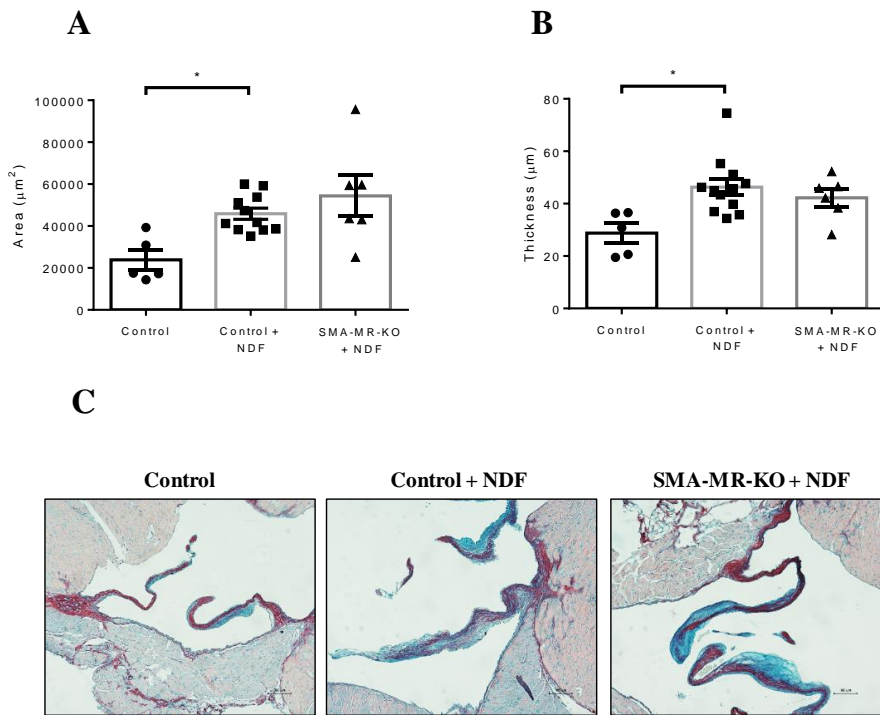 A
*
100000
80000
60000
40000
20000
0
Area (μm²)
Control
Control +
NDF
SMA-MR-KO
+ NDF
B
*
80
60
40
20
0
Thickness (μm)
Control
Control +
NDF
SMA-MR-KO
+ NDF
C
Control
Control + NDF
SMA-MR-KO + NDF